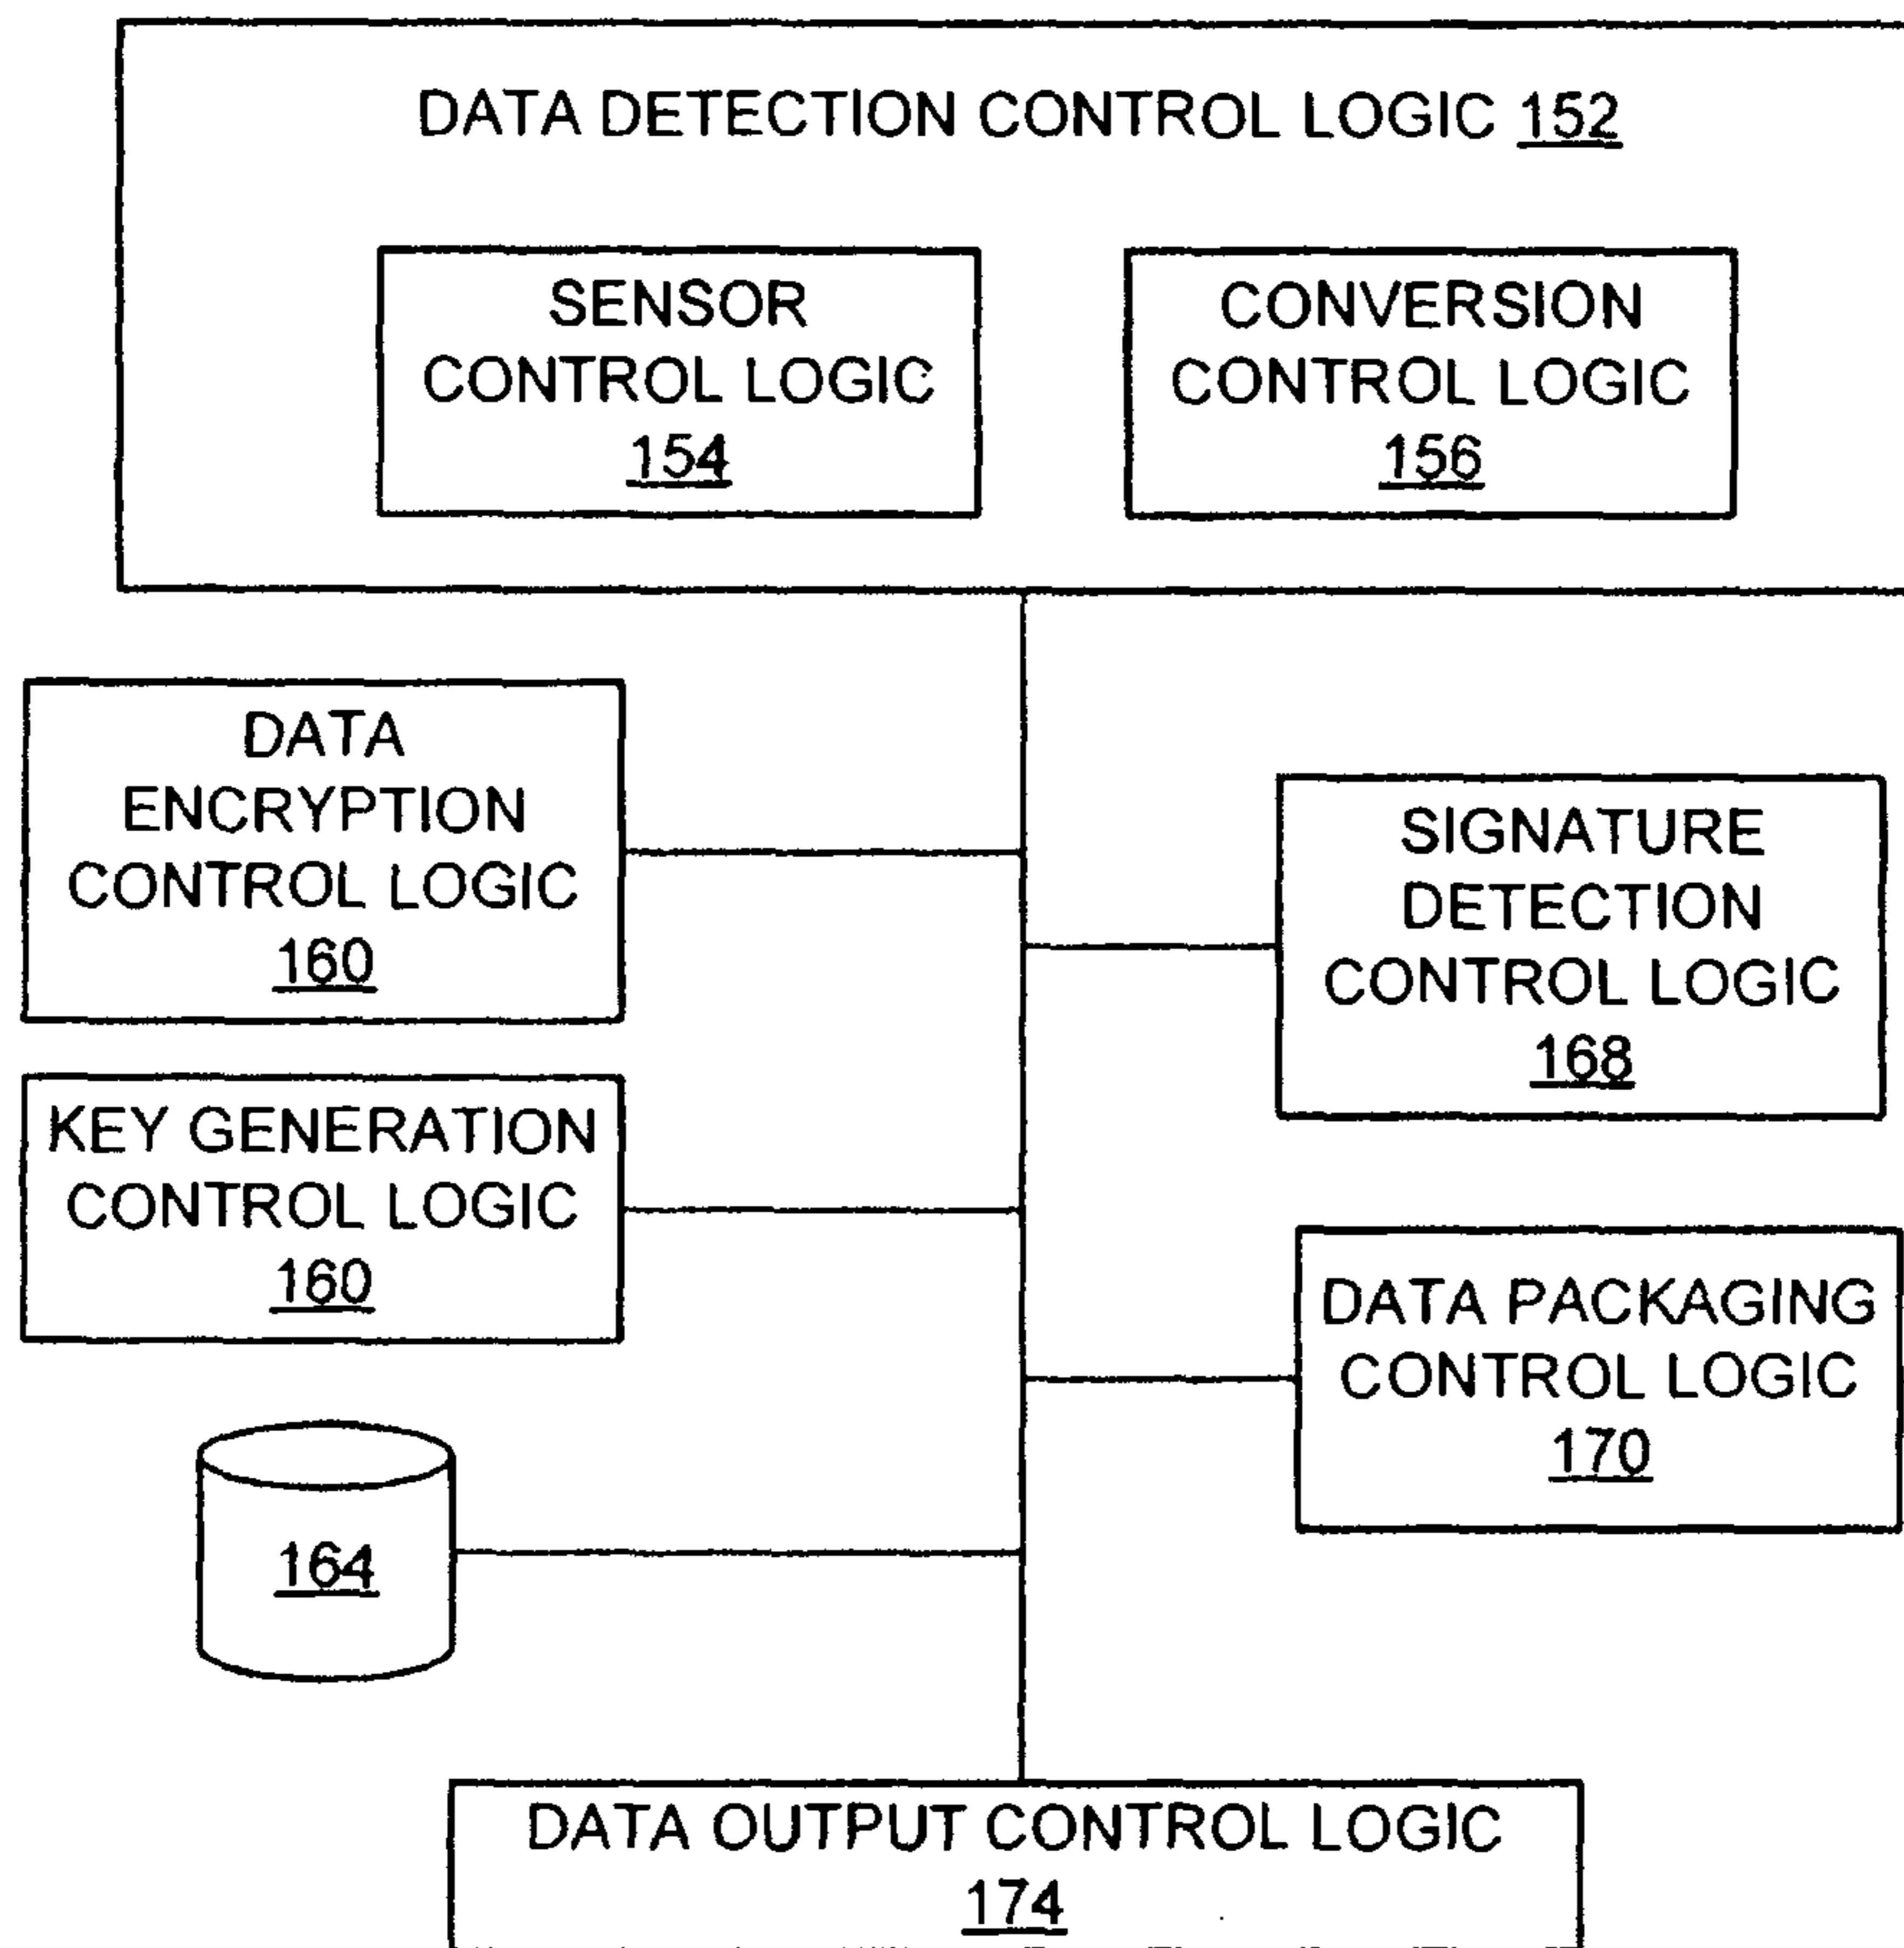 DATA DETECTION CONTROL LOGIC 152
SENSOR
CONTROL LOGIC
154
CONVERSION
CONTROL LOGIC
156
DATA
ENCRYPTION
CONTROL LOGIC
160
SIGNATURE
DETECTION
CONTROL LOGIC
168
KEY GENERATION
CONTROL LOGIC
160
DATA PACKAGING
CONTROL LOGIC
170
164
DATA OUTPUT CONTROL LOGIC
174